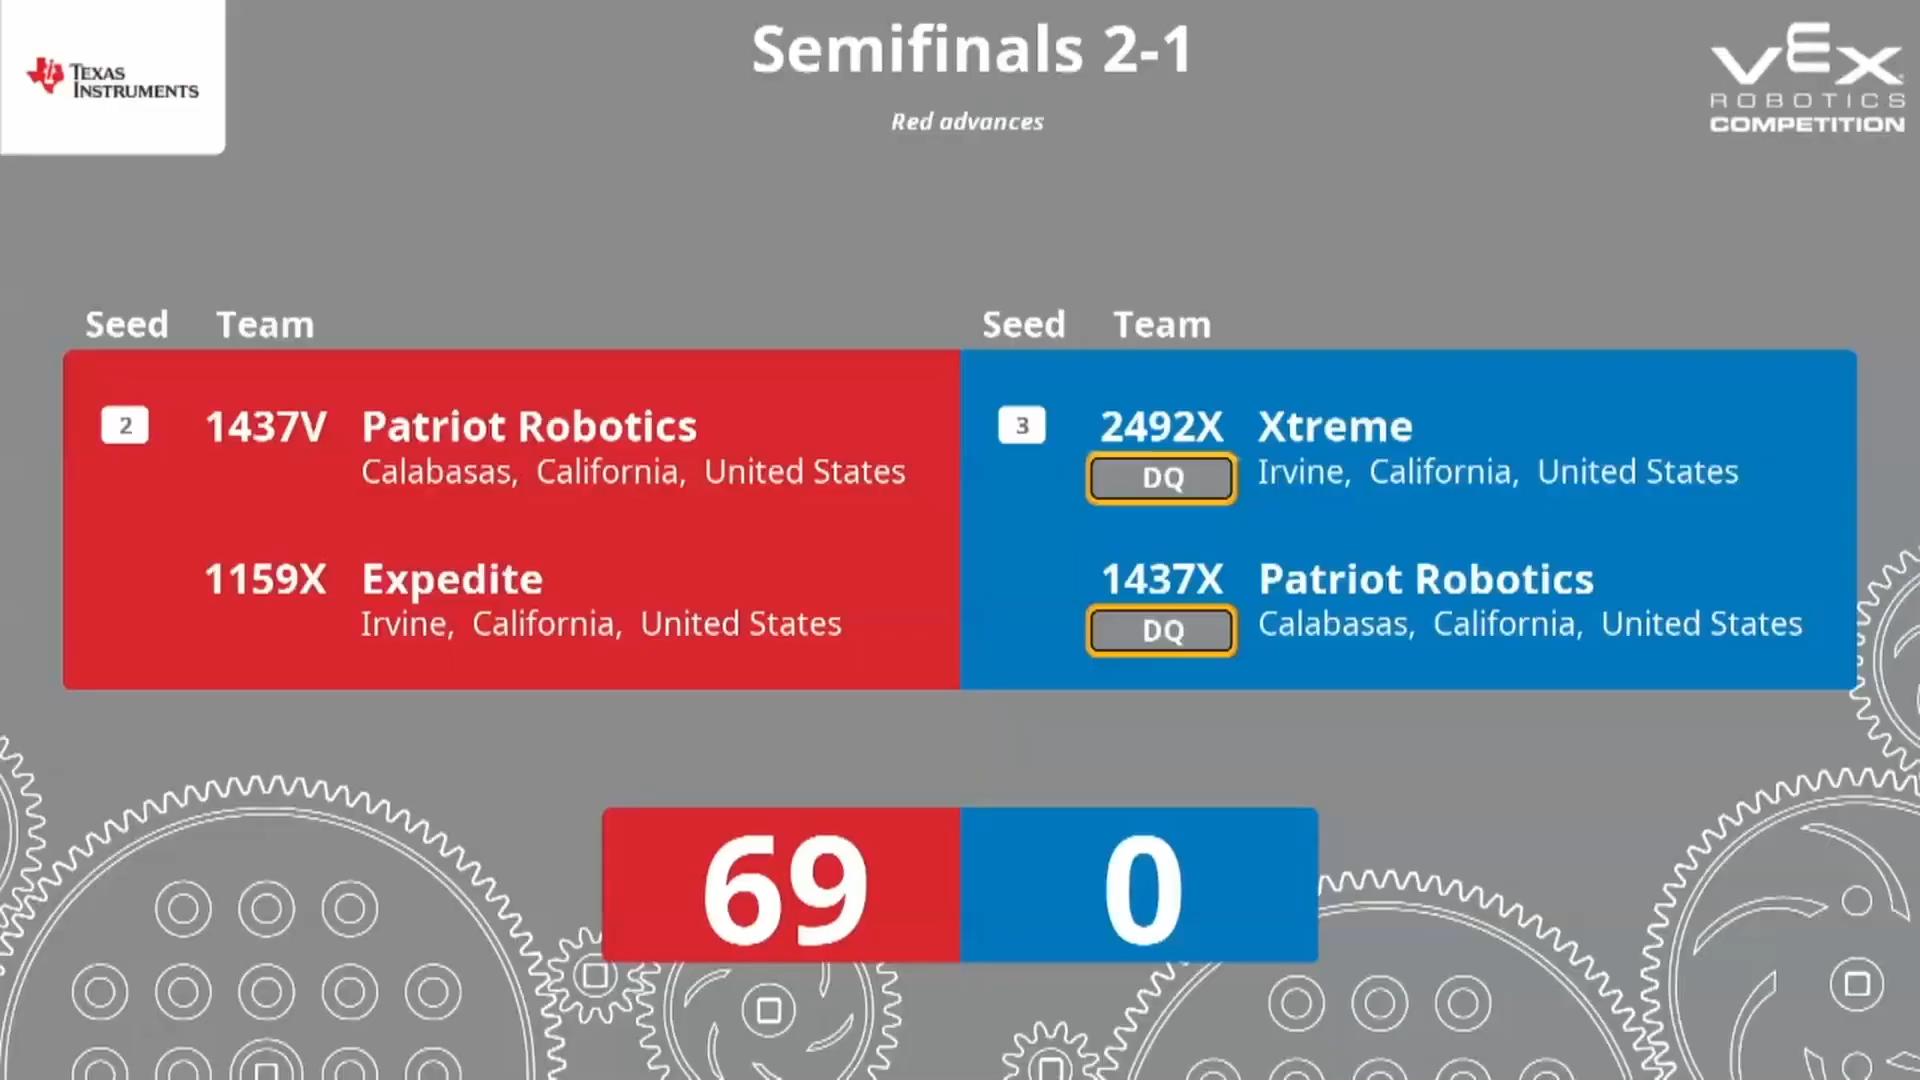 TEXAS INSTRUMENTS
Semifinals 2-1
Red advances
VEX
ROBOTICS
COMPETITION
Seed Team
Seed Team
2 1437V Patriot Robotics
Calabasas, California, United States
1159X Expedite
Irvine, California, United States
3 2492X Xtreme
DQ Irvine, California, United States
1437X Patriot Robotics
DQ Calabasas, California, United States
69 0